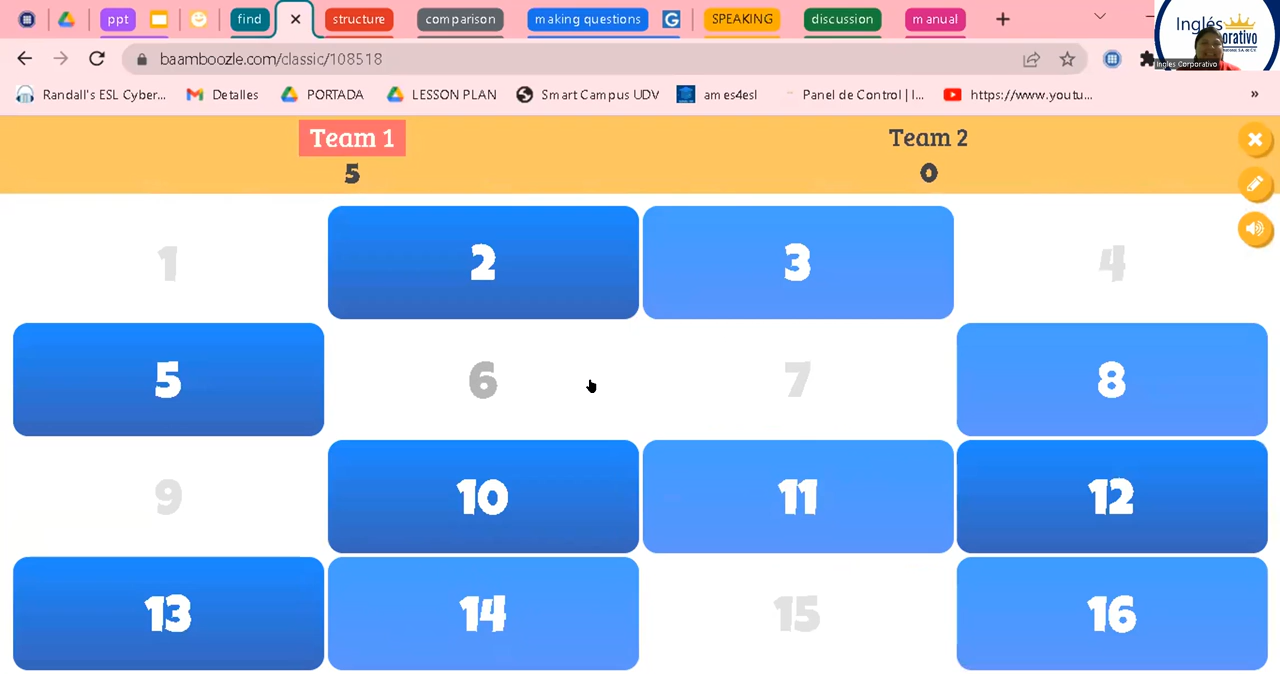 ppt find structure comparison making questions SPEAKING discussion manual
Inglés
orativo
Ingles Corporativo
baamboozle.com/classic/108518
Randall's ESL Cyber... Detalles PORTADA LESSON PLAN Smart Campus UDV ames4esl Panel de Control | I... https://www.youtu... »
Team 1 Team 2
5 0
1 2 3 4
5 6 7 8
9 10 11 12
13 14 15 16